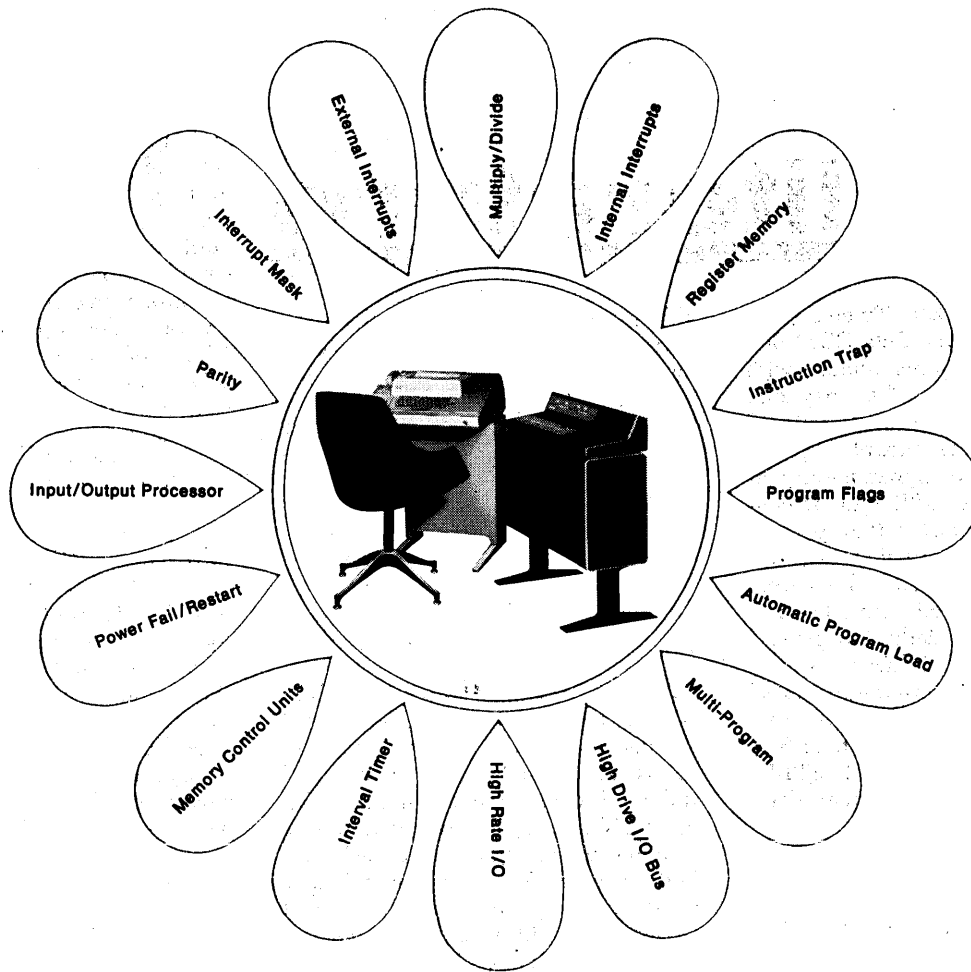 Multiply/Divide
Internal Interrupts
Register Memory
Instruction Trap
Program Flags
Automatic Program Load
Multi-Program
High Drive I/O Bus
High Rate I/O
Interval Timer
Memory Control Units
Power Fail/Restart
Input/Output Processor
Parity
Interrupt Mask
External Interrupts